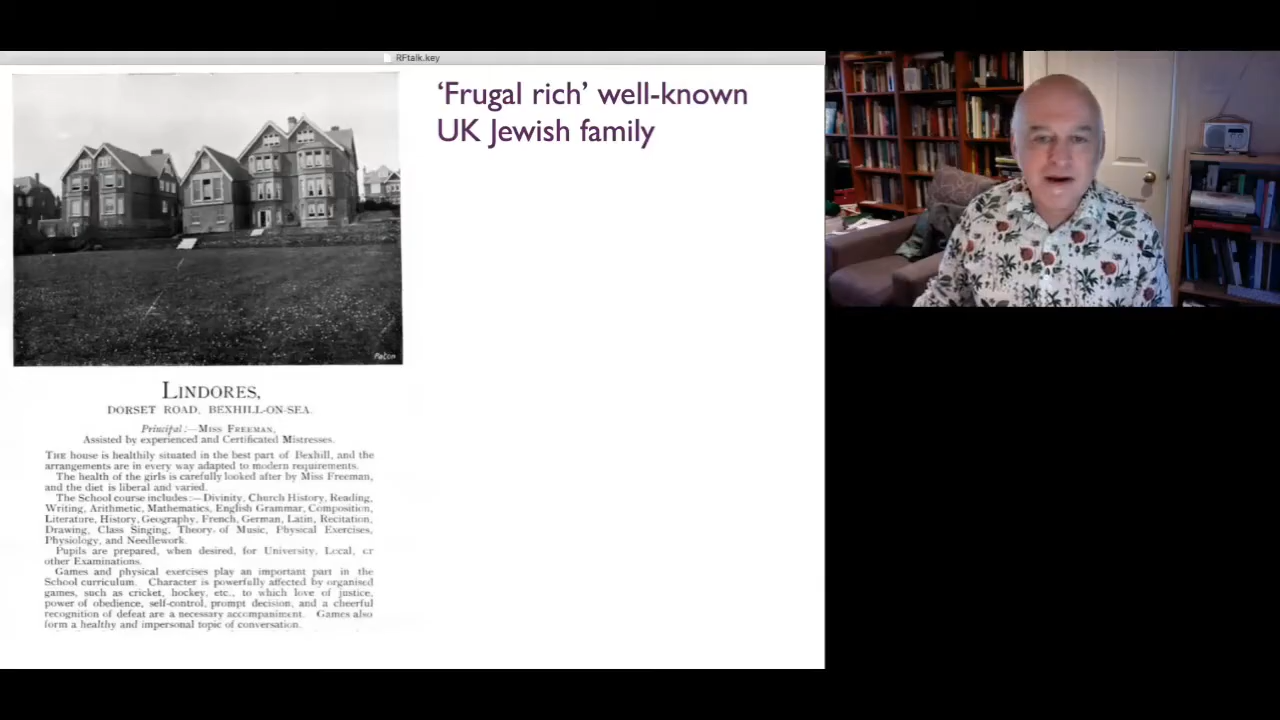 RFtalk.key
‘Frugal rich’ well-known
UK Jewish family
Paton
LINDORES,
DORSET ROAD, BEXHILL-ON-SEA.
Principal:—MISS FREEMAN,
Assisted by experienced and Certificated Mistresses.
THE house is healthily situated in the best part of Bexhill, and the
arrangements are in every way adapted to modern requirements.
The health of the girls is carefully looked after by Miss Freeman,
and the diet is liberal and varied.
The School course includes:—Divinity, Church History, Reading,
Writing, Arithmetic, Mathematics, English Grammar, Composition,
Literature, History, Geography, French, German, Latin, Recitation,
Drawing, Class Singing, Theory of Music, Physical Exercises,
Physiology, and Needlework.
Pupils are prepared, when desired, for University, Local, or
other Examinations.
Games and physical exercises play an important part in the
School curriculum. Character is powerfully affected by organised
games, such as cricket, hockey, etc., to which love of justice,
power of obedience, self-control, prompt decision, and a cheerful
recognition of defeat are a necessary accompaniment. Games also
form a healthy and impersonal topic of conversation.